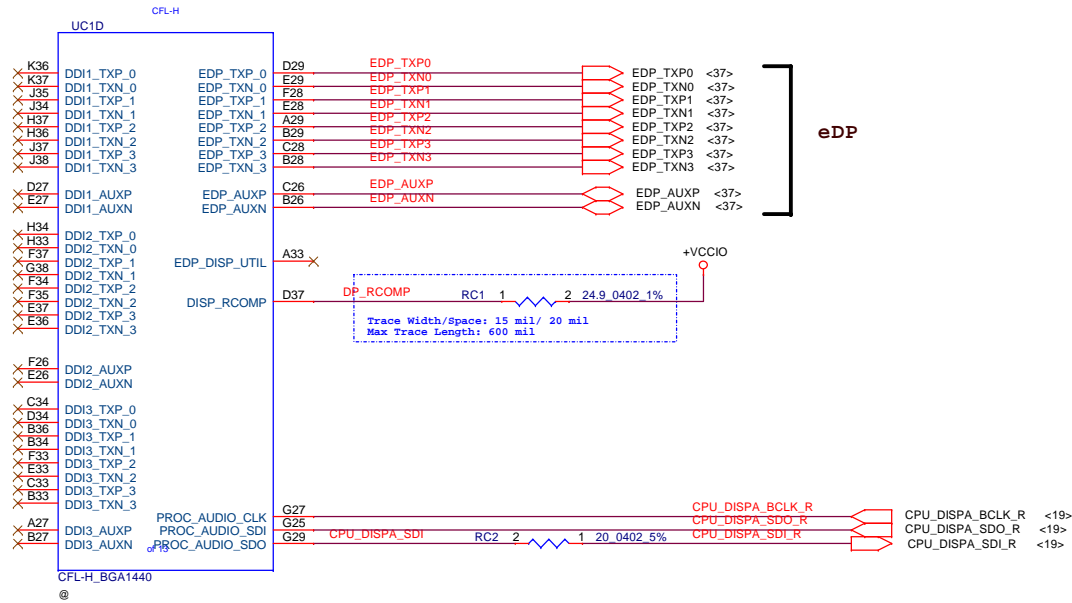 CFL-H
UC1D
K36 DDI1_TXP_0 EDP_TXP_0 D29 EDP_TXP0 EDP_TXP0 <37>
K37 DDI1_TXN_0 EDP_TXN_0 E29 EDP_TXN0 EDP_TXN0 <37>
J35 DDI1_TXP_1 EDP_TXP_1 F28 EDP_TXP1 EDP_TXP1 <37>
J34 DDI1_TXN_1 EDP_TXN_1 E28 EDP_TXN1 EDP_TXN1 <37>
H37 DDI1_TXP_2 EDP_TXP_2 A29 EDP_TXP2 EDP_TXP2 <37>
H36 DDI1_TXN_2 EDP_TXN_2 B29 EDP_TXN2 EDP_TXN2 <37>
J37 DDI1_TXP_3 EDP_TXP_3 C28 EDP_TXP3 EDP_TXP3 <37>
J38 DDI1_TXN_3 EDP_TXN_3 B28 EDP_TXN3 EDP_TXN3 <37>
eDP
D27 DDI1_AUXP EDP_AUXP C26 EDP_AUXP EDP_AUXP <37>
E27 DDI1_AUXN EDP_AUXN B26 EDP_AUXN EDP_AUXN <37>
H34 DDI2_TXP_0
H33 DDI2_TXN_0
F37 DDI2_TXP_1 EDP_DISP_UTIL A33
+VCCIO
G38 DDI2_TXN_1
F34 DDI2_TXP_2
F35 DDI2_TXN_2 DISP_RCOMP D37 DP_RCOMP RC1 1 2 24.9_0402_1%
E37 DDI2_TXP_3
E36 DDI2_TXN_3
Trace Width/Space: 15 mil/ 20 mil
Max Trace Length: 600 mil
F26 DDI2_AUXP
E26 DDI2_AUXN
C34 DDI3_TXP_0
D34 DDI3_TXN_0
B36 DDI3_TXP_1
B34 DDI3_TXN_1
F33 DDI3_TXP_2
E33 DDI3_TXN_2
C33 DDI3_TXP_3
B33 DDI3_TXN_3
PROC_AUDIO_CLK G27 CPU_DISPA_BCLK_R CPU_DISPA_BCLK_R <19>
A27 DDI3_AUXP PROC_AUDIO_SDI G25 CPU_DISPA_SDO_R CPU_DISPA_SDO_R <19>
B27 DDI3_AUXN PROC_AUDIO_SDO G29 CPU_DISPA_SDI RC2 2 1 20_0402_5% CPU_DISPA_SDI_R CPU_DISPA_SDI_R <19>
CFL-H_BGA1440
@